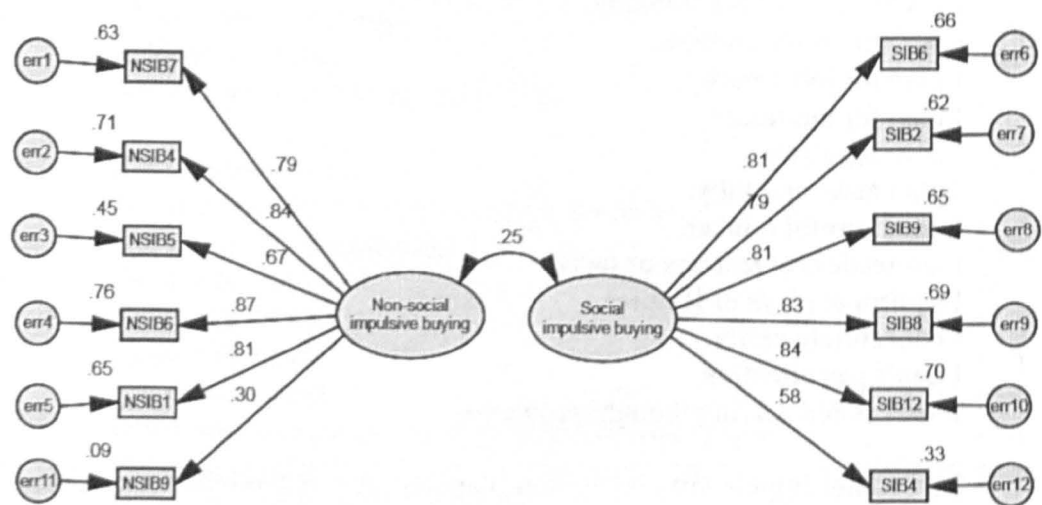 .63
err1
NSIB7
.71
err2
NSIB4
.45
err3
NSIB5
.76
err4
NSIB6
.65
err5
NSIB1
.09
err11
NSIB9
.79
.84
.67
.87
.81
.30
Non-social
impulsive buying
.25
Social
impulsive buying
.81
.79
.81
.83
.84
.58
.66
SIB6
err6
.62
SIB2
err7
.65
SIB9
err8
.69
SIB8
err9
.70
SIB12
err10
.33
SIB4
err12